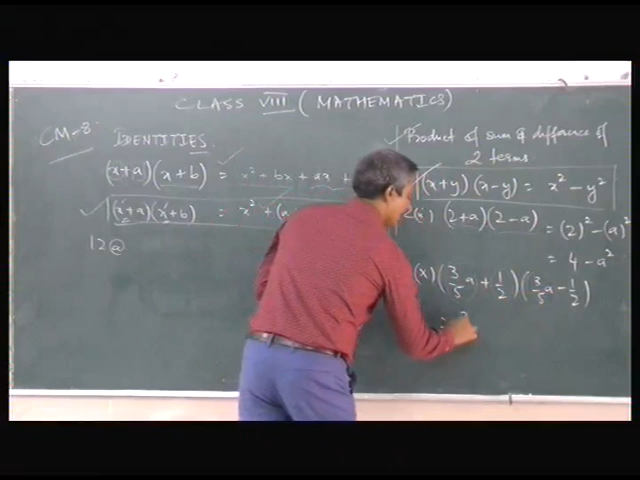 CLASS VIII (MATHEMATICS)
CM-8
IDENTITIES.
(x+a)(x+b) = x² + bx + ax +
(x+a)(x+b) = x² + (a
12@
Product of sum & difference of
2 terms
(x+y)(x-y) = x² - y²
(2+a)(2-a) = (2)² - (a)²
= 4 - a²
(x) (3/5 a + 1/2)(3/5 a - 1/2)
=